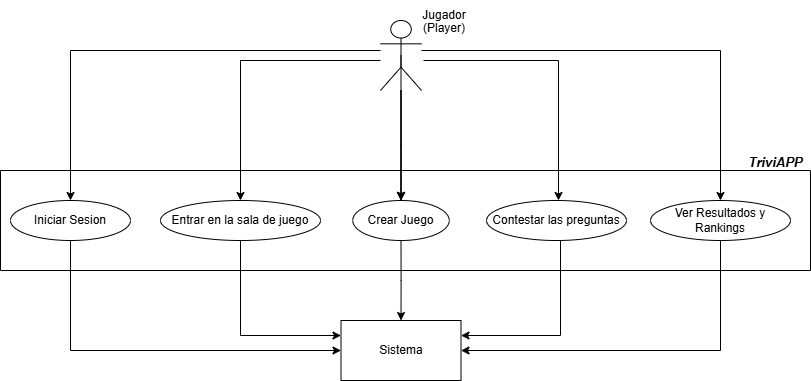 Jugador
(Player)
TriviAPP
Iniciar Sesion
Entrar en la sala de juego
Crear Juego
Contestar las preguntas
Ver Resultados y
Rankings
Sistema